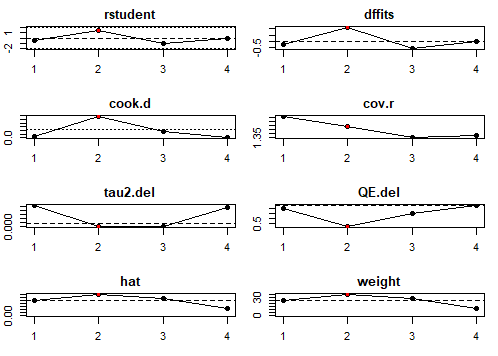 rstudent
-2 1
1 2 3 4
dffits
-0.5
1 2 3 4
cook.d
0.0
1 2 3 4
cov.r
1.35
1 2 3 4
tau2.del
0.000
1 2 3 4
QE.del
0.5
1 2 3 4
hat
0.00
1 2 3 4
weight
0 30
1 2 3 4